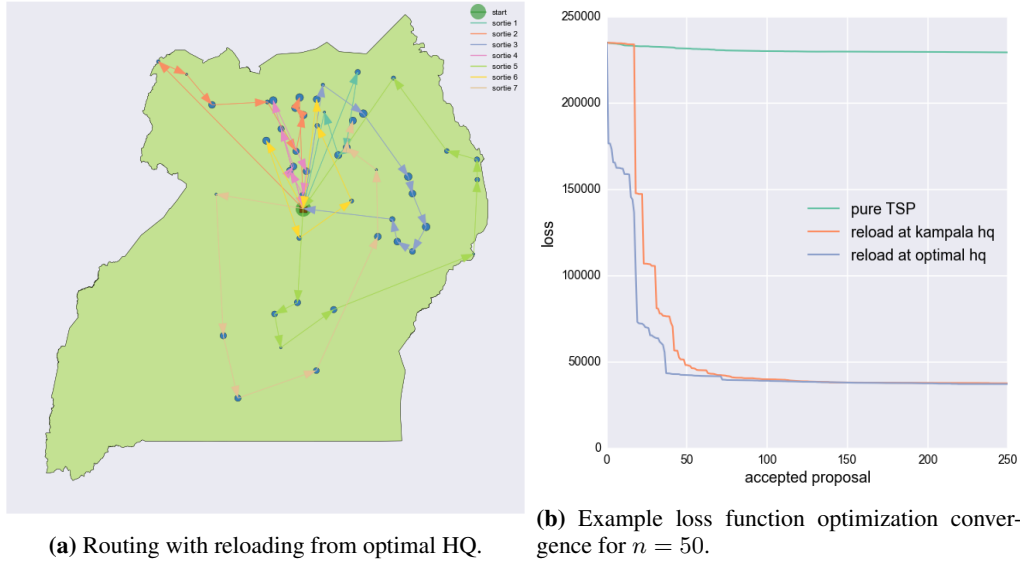 start
sortie 1
sortie 2
sortie 3
sortie 4
sortie 5
sortie 6
sortie 7
(a) Routing with reloading from optimal HQ.
250000
200000
150000
100000
50000
0
loss
pure TSP
reload at kampala hq
reload at optimal hq
0 50 100 150 200 250
accepted proposal
(b) Example loss function optimization conver-
gence for n = 50.